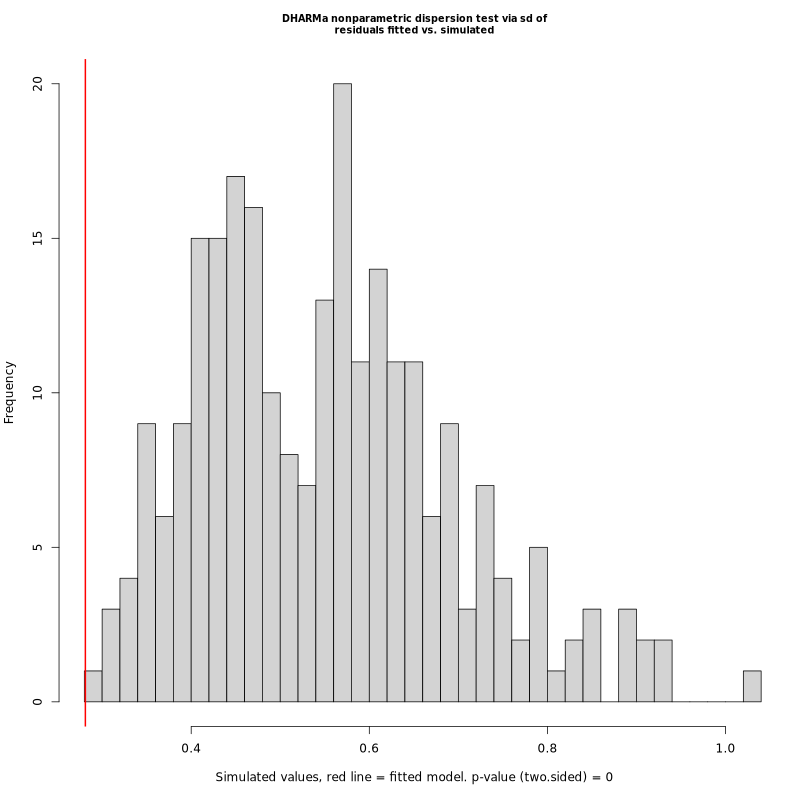 DHARMa nonparametric dispersion test via sd of
residuals fitted vs. simulated
20
15
10
5
0
Frequency
0.4 0.6 0.8 1.0
Simulated values, red line = fitted model. p-value (two.sided) = 0